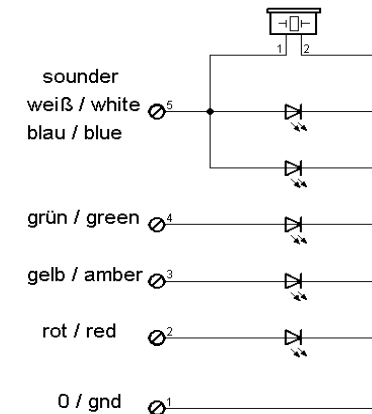 1 2
sounder
weiß / white
blau / blue
5
grün / green
4
gelb / amber
3
rot / red
2
0 / gnd
1